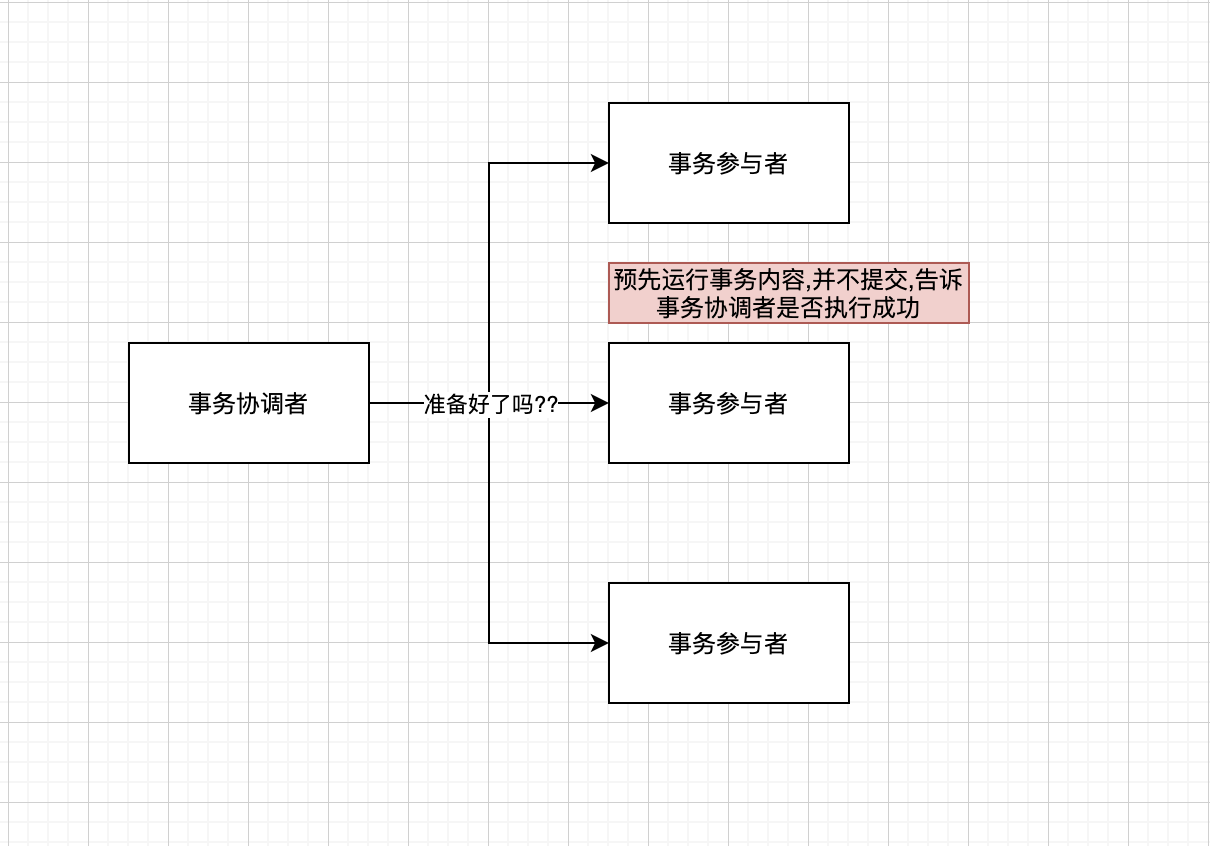 事务参与者
预先运行事务内容,并不提交,告诉
事务协调者是否执行成功
事务协调者
准备好了吗??
事务参与者
事务参与者